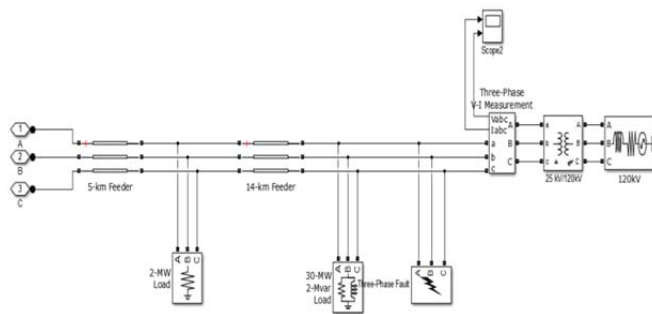 Scope2
Three-Phase
V-I Measurement
Vabc
Iabc
A
a
B
b
C
c
A
B
C
25 kV/120kV
A
B
C
120kV
1
A
2
B
3
C
5-km Feeder
14-km Feeder
A B C
2-MW
Load
A B C
30-MW
2-Mvar
Load
A B C
Three-Phase Fault